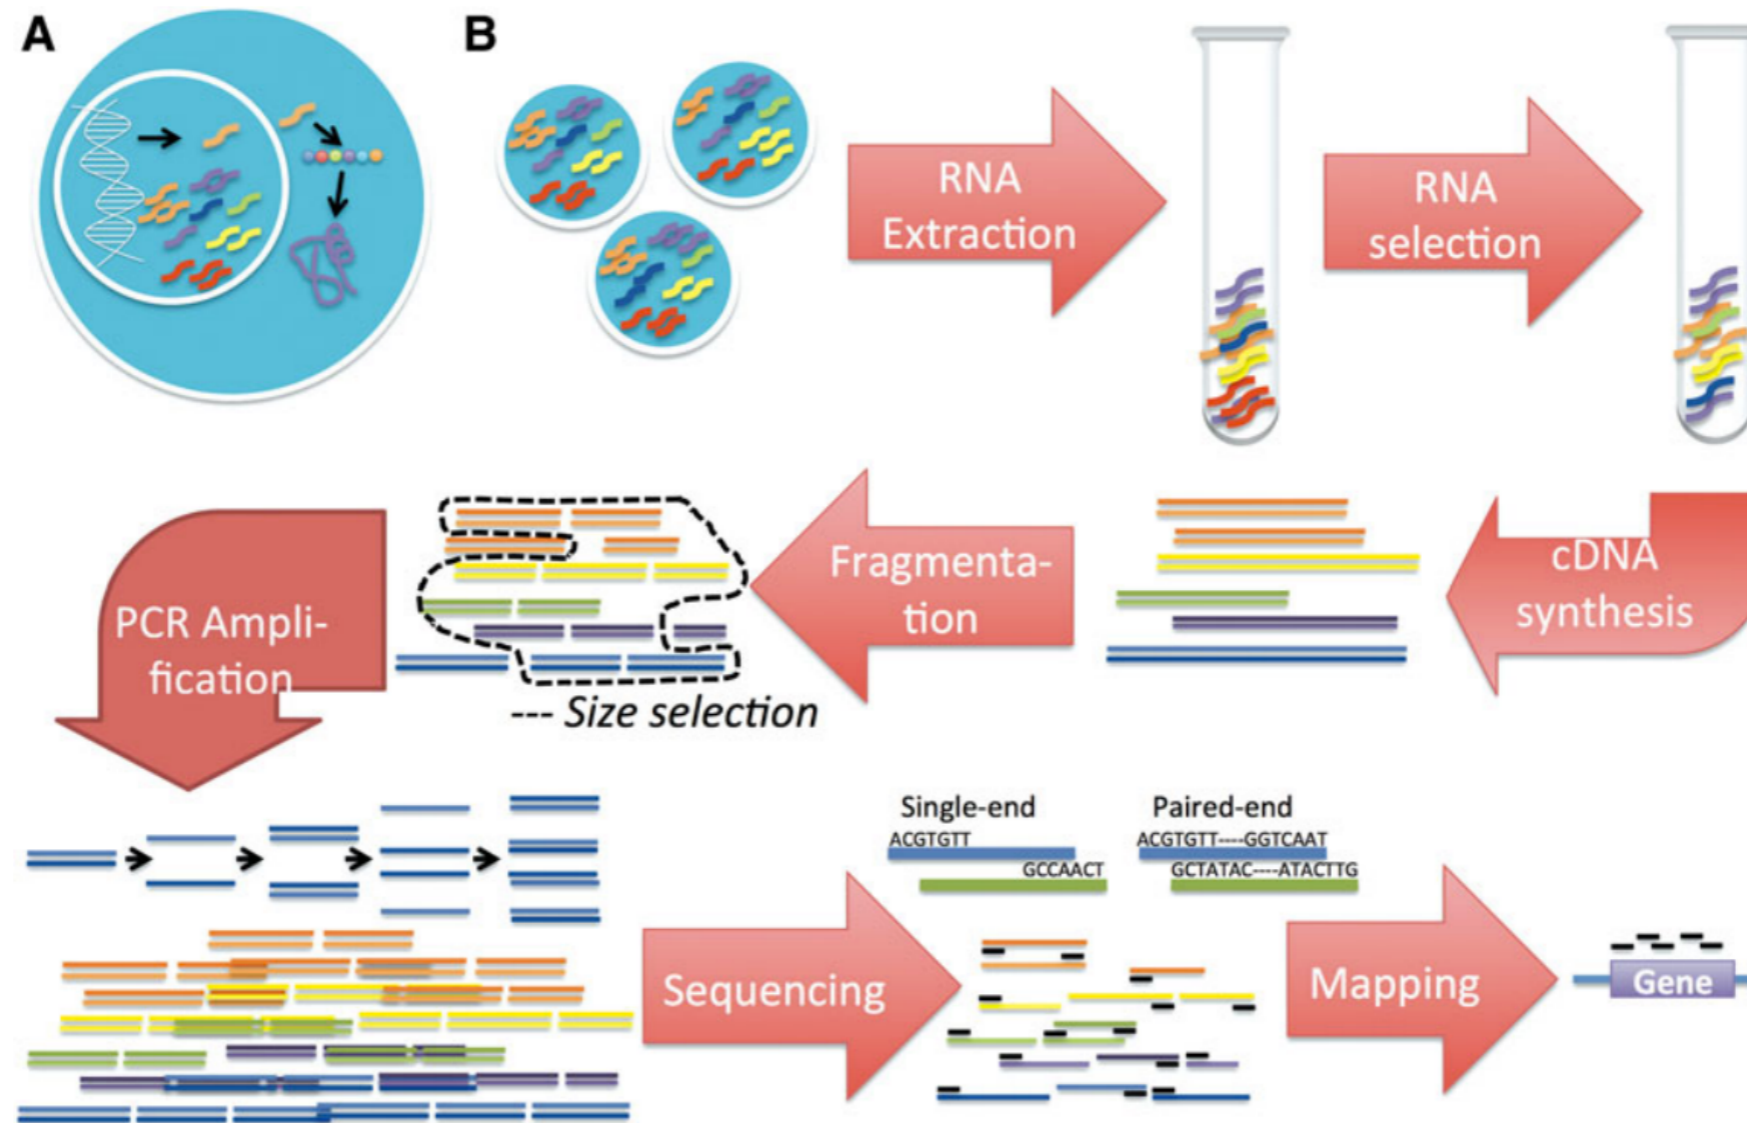 A
B
RNA
Extraction
RNA
selection
cDNA
synthesis
Fragmenta-
tion
--- Size selection
PCR Ampli-
fication
Sequencing
Single-end
ACGTGTT
GCCAACT
Paired-end
ACGTGTT----GGTCAAT
GCTATAC----ATACTTG
Mapping
Gene